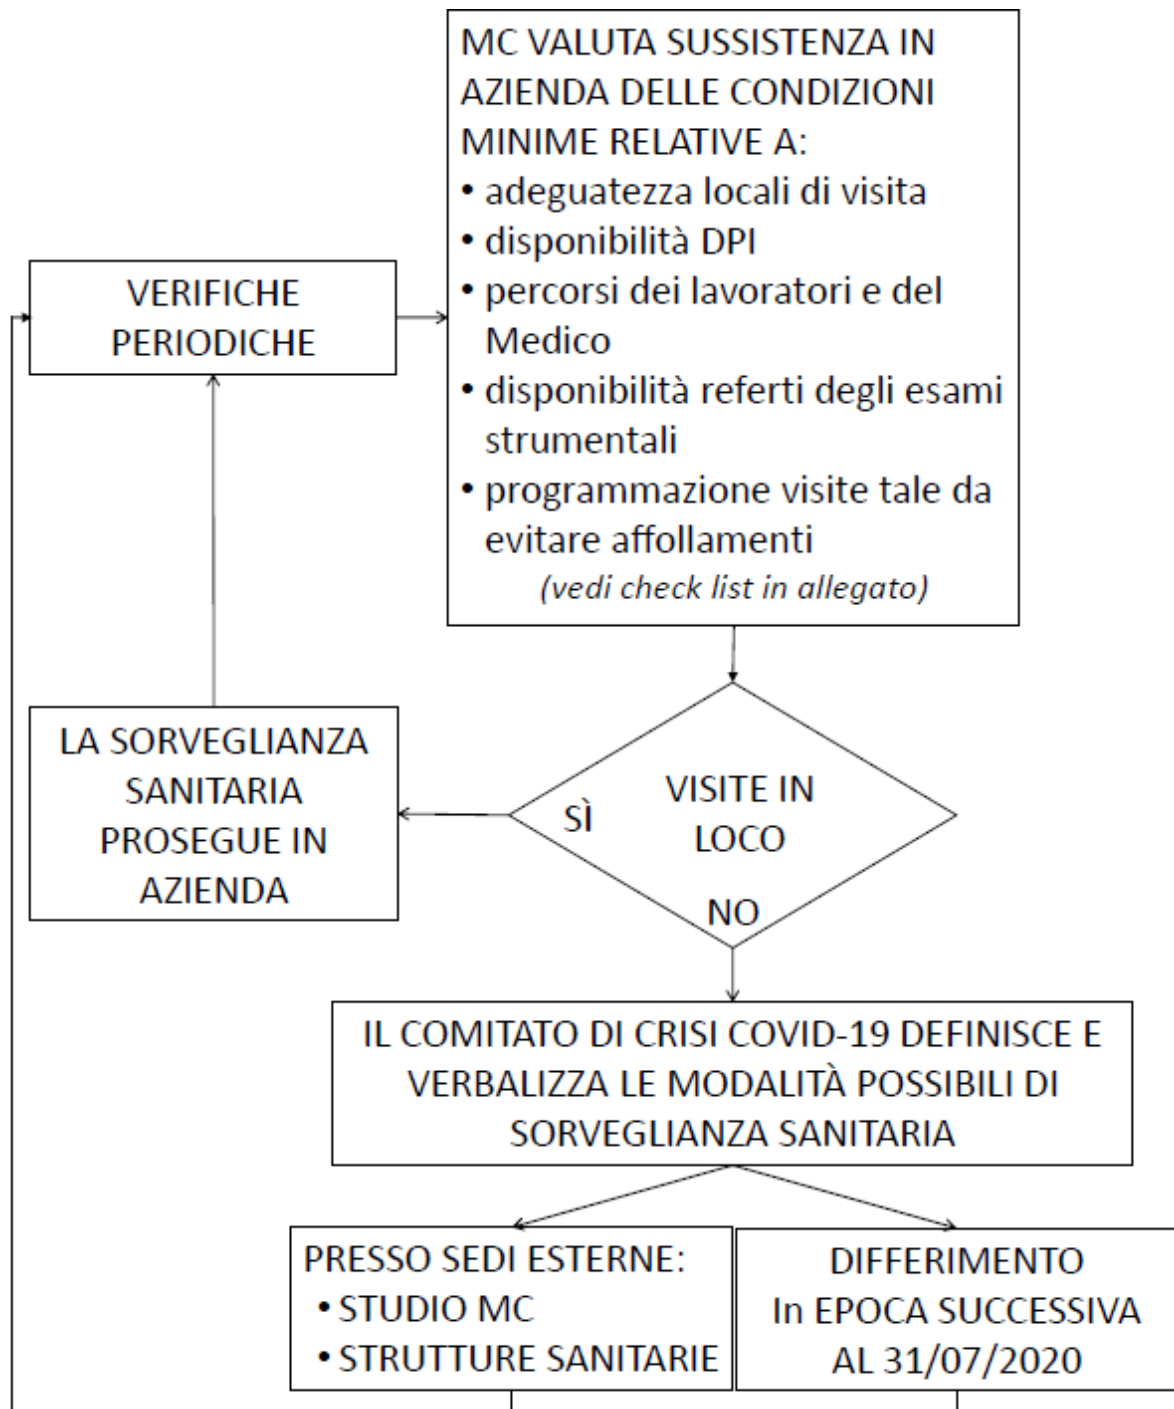 MC VALUTA SUSSISTENZA IN
AZIENDA DELLE CONDIZIONI
MINIME RELATIVE A:
• adeguatezza locali di visita
• disponibilità DPI
• percorsi dei lavoratori e del
Medico
• disponibilità referti degli esami
strumentali
• programmazione visite tale da
evitare affollamenti
(vedi check list in allegato)
VERIFICHE
PERIODICHE
LA SORVEGLIANZA
SANITARIA
PROSEGUE IN
AZIENDA
SÌ
VISITE IN
LOCO
NO
IL COMITATO DI CRISI COVID-19 DEFINISCE E
VERBALIZZA LE MODALITÀ POSSIBILI DI
SORVEGLIANZA SANITARIA
PRESSO SEDI ESTERNE:
• STUDIO MC
• STRUTTURE SANITARIE
DIFFERIMENTO
In EPOCA SUCCESSIVA
AL 31/07/2020